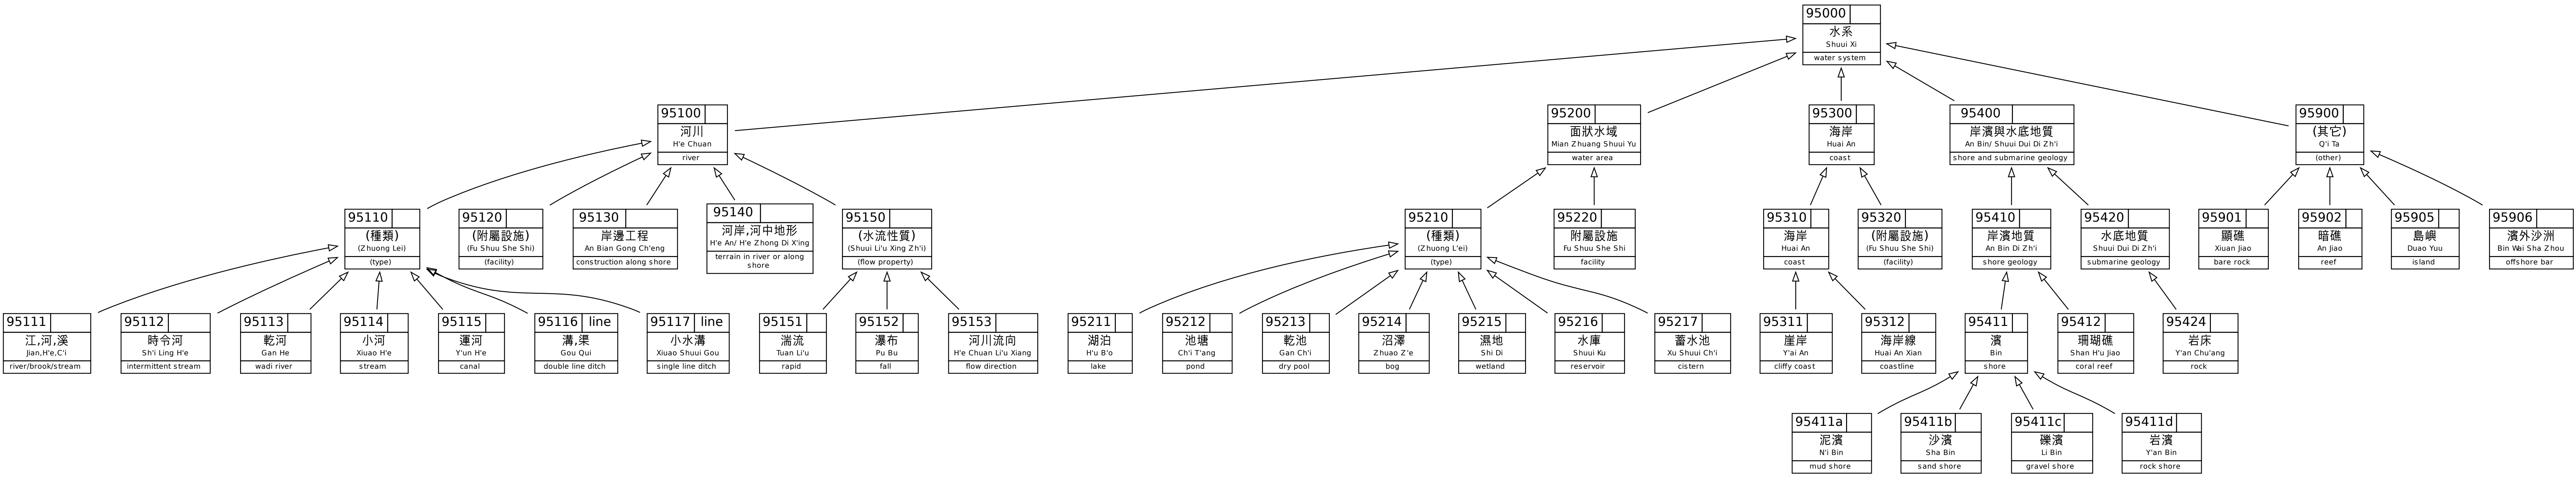 95000
水系
Shuui Xi
water system
95100
河川
H'e Chuan
river
95200
面狀水域
Mian Zhuang Shuui Yu
water area
95300
海岸
Huai An
coast
95400
岸濱與水底地質
An Bin/ Shuui Dui Di Zh'i
shore and submarine geology
95900
(其它)
Q'i Ta
(other)
95110
(種類)
(Zhuong Lei)
(type)
95120
(附屬設施)
(Fu Shuu She Shi)
(facility)
95130
岸邊工程
An Bian Gong Ch'eng
construction along shore
95140
河岸,河中地形
H'e An/ H'e Zhong Di X'ing
terrain in river or along
shore
95150
(水流性質)
(Shuui Li'u Xing Zh'i)
(flow property)
95210
(種類)
(Zhuong L'ei)
(type)
95220
附屬設施
Fu Shuu She Shi
facility
95310
海岸
Huai An
coast
95320
(附屬設施)
(Fu Shuu She Shi)
(facility)
95410
岸濱地質
An Bin Di Zh'i
shore geology
95420
水底地質
Shuui Dui Di Zh'i
submarine geology
95901
顯礁
Xiuan Jiao
bare rock
95902
暗礁
An Jiao
reef
95905
島嶼
Duao Yuu
island
95906
濱外沙洲
Bin Wai Sha Zhou
offshore bar
95111
江,河,溪
Jian,H'e,C'i
river/brook/stream
95112
時令河
Sh'i Ling H'e
intermittent stream
95113
乾河
Gan He
wadi river
95114
小河
Xiuao H'e
stream
95115
運河
Y'un H'e
canal
95116 line
溝,渠
Gou Qui
double line ditch
95117 line
小水溝
Xiuao Shuui Gou
single line ditch
95151
湍流
Tuan Li'u
rapid
95152
瀑布
Pu Bu
fall
95153
河川流向
H'e Chuan Li'u Xiang
flow direction
95211
湖泊
H'u B'o
lake
95212
池塘
Ch'i T'ang
pond
95213
乾池
Gan Ch'i
dry pool
95214
沼澤
Zhuao Z'e
bog
95215
濕地
Shi Di
wetland
95216
水庫
Shuui Ku
reservoir
95217
蓄水池
Xu Shuui Ch'i
cistern
95311
崖岸
Y'ai An
cliffy coast
95312
海岸線
Huai An Xian
coastline
95411
濱
Bin
shore
95412
珊瑚礁
Shan H'u Jiao
coral reef
95424
岩床
Y'an Chu'ang
rock
95411a
泥濱
N'i Bin
mud shore
95411b
沙濱
Sha Bin
sand shore
95411c
礫濱
Li Bin
gravel shore
95411d
岩濱
Y'an Bin
rock shore